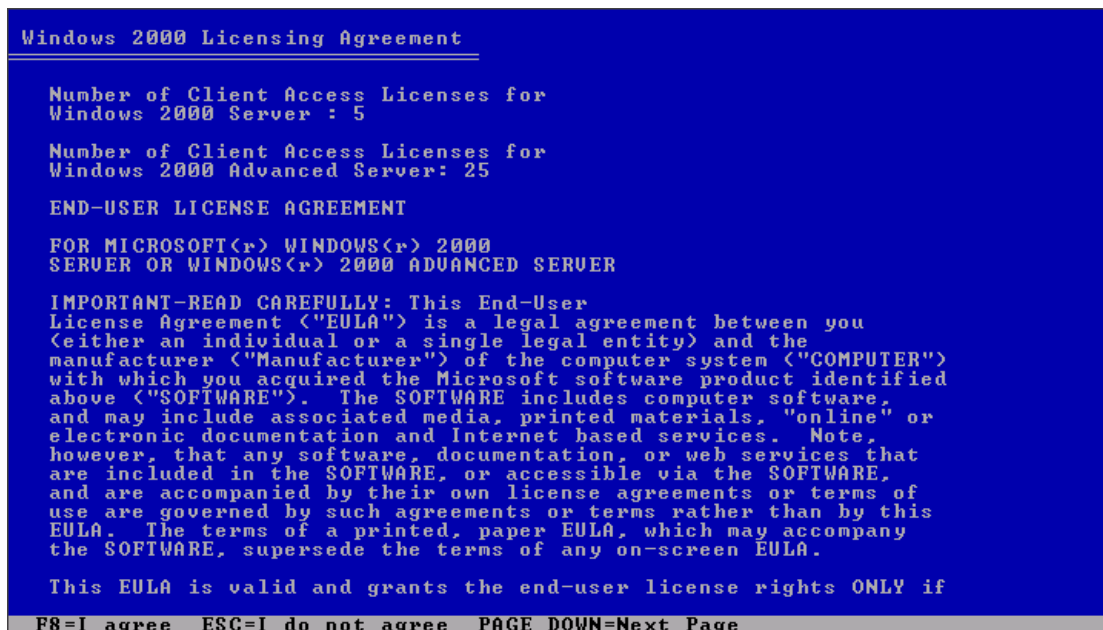 Windows 2000 Licensing Agreement
Number of Client Access Licenses for
Windows 2000 Server : 5
Number of Client Access Licenses for
Windows 2000 Advanced Server: 25
END-USER LICENSE AGREEMENT
FOR MICROSOFT(r) WINDOWS(r) 2000
SERVER OR WINDOWS(r) 2000 ADVANCED SERVER
IMPORTANT-READ CAREFULLY: This End-User
License Agreement ("EULA") is a legal agreement between you
(either an individual or a single legal entity) and the
manufacturer ("Manufacturer") of the computer system ("COMPUTER")
with which you acquired the Microsoft software product identified
above ("SOFTWARE").  The SOFTWARE includes computer software,
and may include associated media, printed materials, "online" or
electronic documentation and Internet based services.  Note,
however, that any software, documentation, or web services that
are included in the SOFTWARE, or accessible via the SOFTWARE,
and are accompanied by their own license agreements or terms of
use are governed by such agreements or terms rather than by this
EULA.  The terms of a printed, paper EULA, which may accompany
the SOFTWARE, supersede the terms of any on-screen EULA.
This EULA is valid and grants the end-user license rights ONLY if
F8=I agree  ESC=I do not agree  PAGE DOWN=Next Page